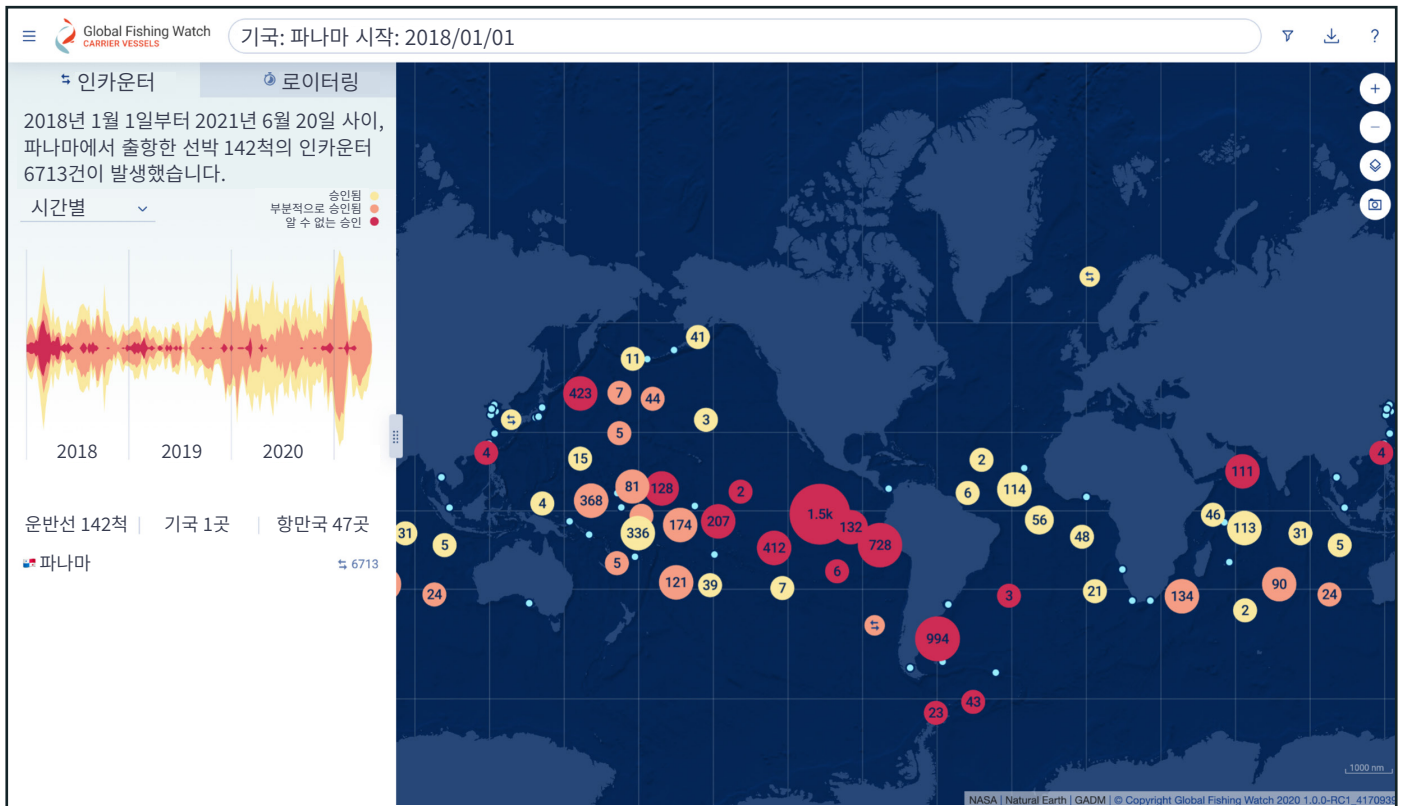 Global Fishing Watch
CARRIER VESSELS
기국: 파나마 시작: 2018/01/01
?
인카운터
로이터링
2018년 1월 1일부터 2021년 6월 20일 사이,
파나마에서 출항한 선박 142척의 인카운터
6713건이 발생했습니다.
시간별
승인됨
부분적으로 승인됨
알 수 없는 승인
2018 2019 2020
운반선 142척 | 기국 1곳 | 항만국 47곳
파나마 6713
+
−
41
11
423
7
44
3
5
4
15
2
2
111
4
81
128
6
114
368
4
1.5k
46
174
207
132
56
113
336
31
48
31
5
412
728
5
5
6
121
39
7
24
3
21
134
90
24
2
994
43
23
1000 nm
NASA | Natural Earth | GADM | © Copyright Global Fishing Watch 2020 1.0.0-RC1_4170939